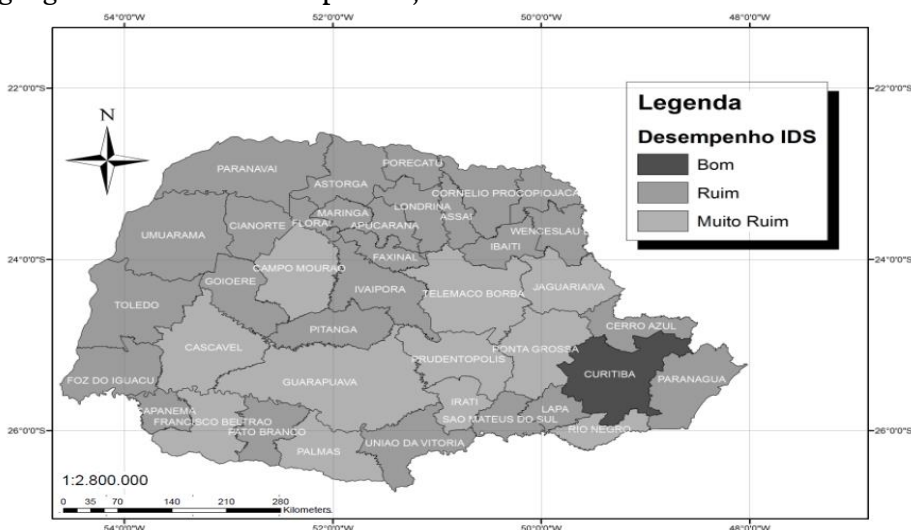 54°0'0"W 52°0'0"W 50°0'0"W 48°0'0"W
22°0'0"S 22°0'0"S
N
Legenda
Desempenho IDS
Bom
Ruim
Muito Ruim
PARANAVAI
PORECATU
ASTORGA
CORNELIO PROCOPIO
JACA
LONDRINA
MARINGA
ASSAI
FLORAI
APUCARANA
CIANORTE
UMUARAMA
WENCESLAU
IBAITI
FAXINAL
24°0'0"S 24°0'0"S
CAMPO MOURAO
GOIOERE
IVAIPORA
TELEMACO BORBA
JAGUARIAIVA
TOLEDO
PITANGA
CERRO AZUL
CASCAVEL
PRUDENTOPOLIS
PONTA GROSSA
FOZ DO IGUACU
GUARAPUAVA
CURITIBA
PARANAGUA
IRATI
CAPANEMA
FRANCISCO BELTRAO
SAO MATEUS DO SUL
LAPA
PATO BRANCO
RIO NEGRO
UNIAO DA VITORIA
PALMAS
26°0'0"S 26°0'0"S
1:2.800.000
0 35 70 140 210 280
Kilometers
54°0'0"W 52°0'0"W 50°0'0"W 48°0'0"W